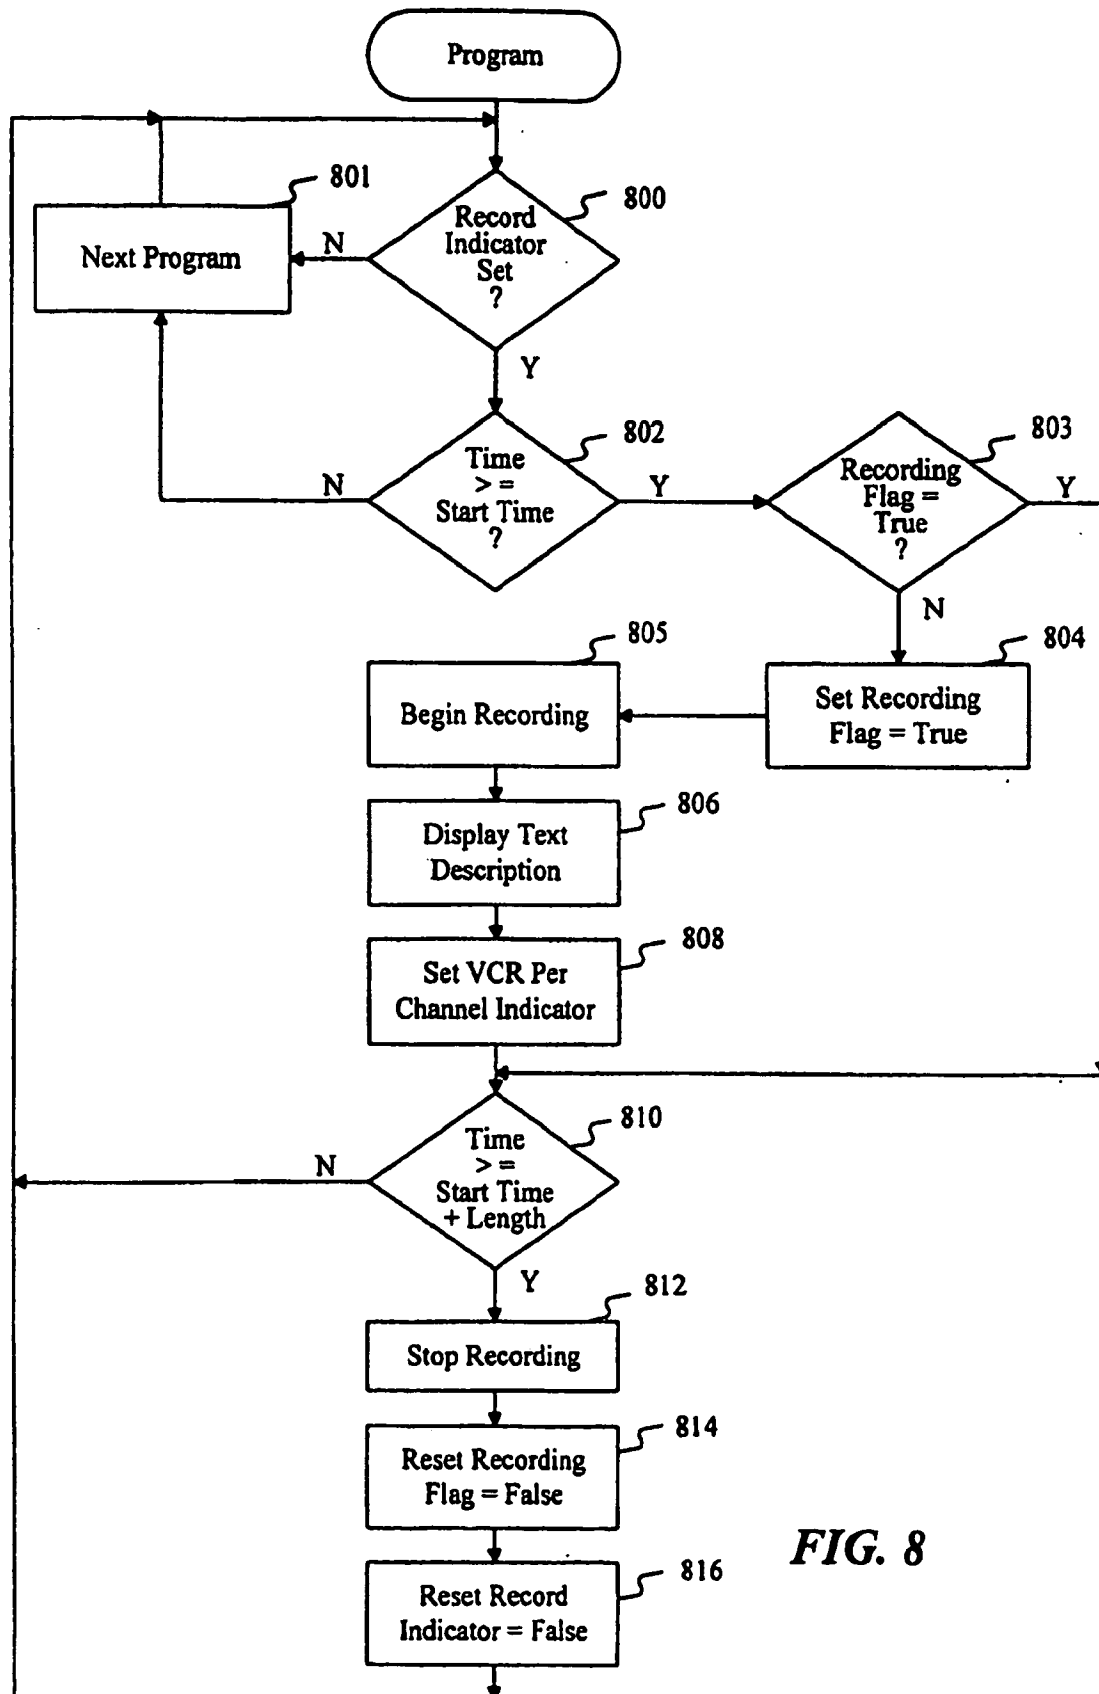 Program
801
800
Record
Indicator
Set
?
N
Next Program
Y
802
803
Time
> =
Start Time
?
N
Y
Recording
Flag =
True
?
Y
N
805
804
Begin Recording
Set Recording
Flag = True
806
Display Text
Description
808
Set VCR Per
Channel Indicator
810
Time
> =
Start Time
+ Length
N
Y
812
Stop Recording
814
Reset Recording
Flag = False
FIG. 8
816
Reset Record
Indicator = False